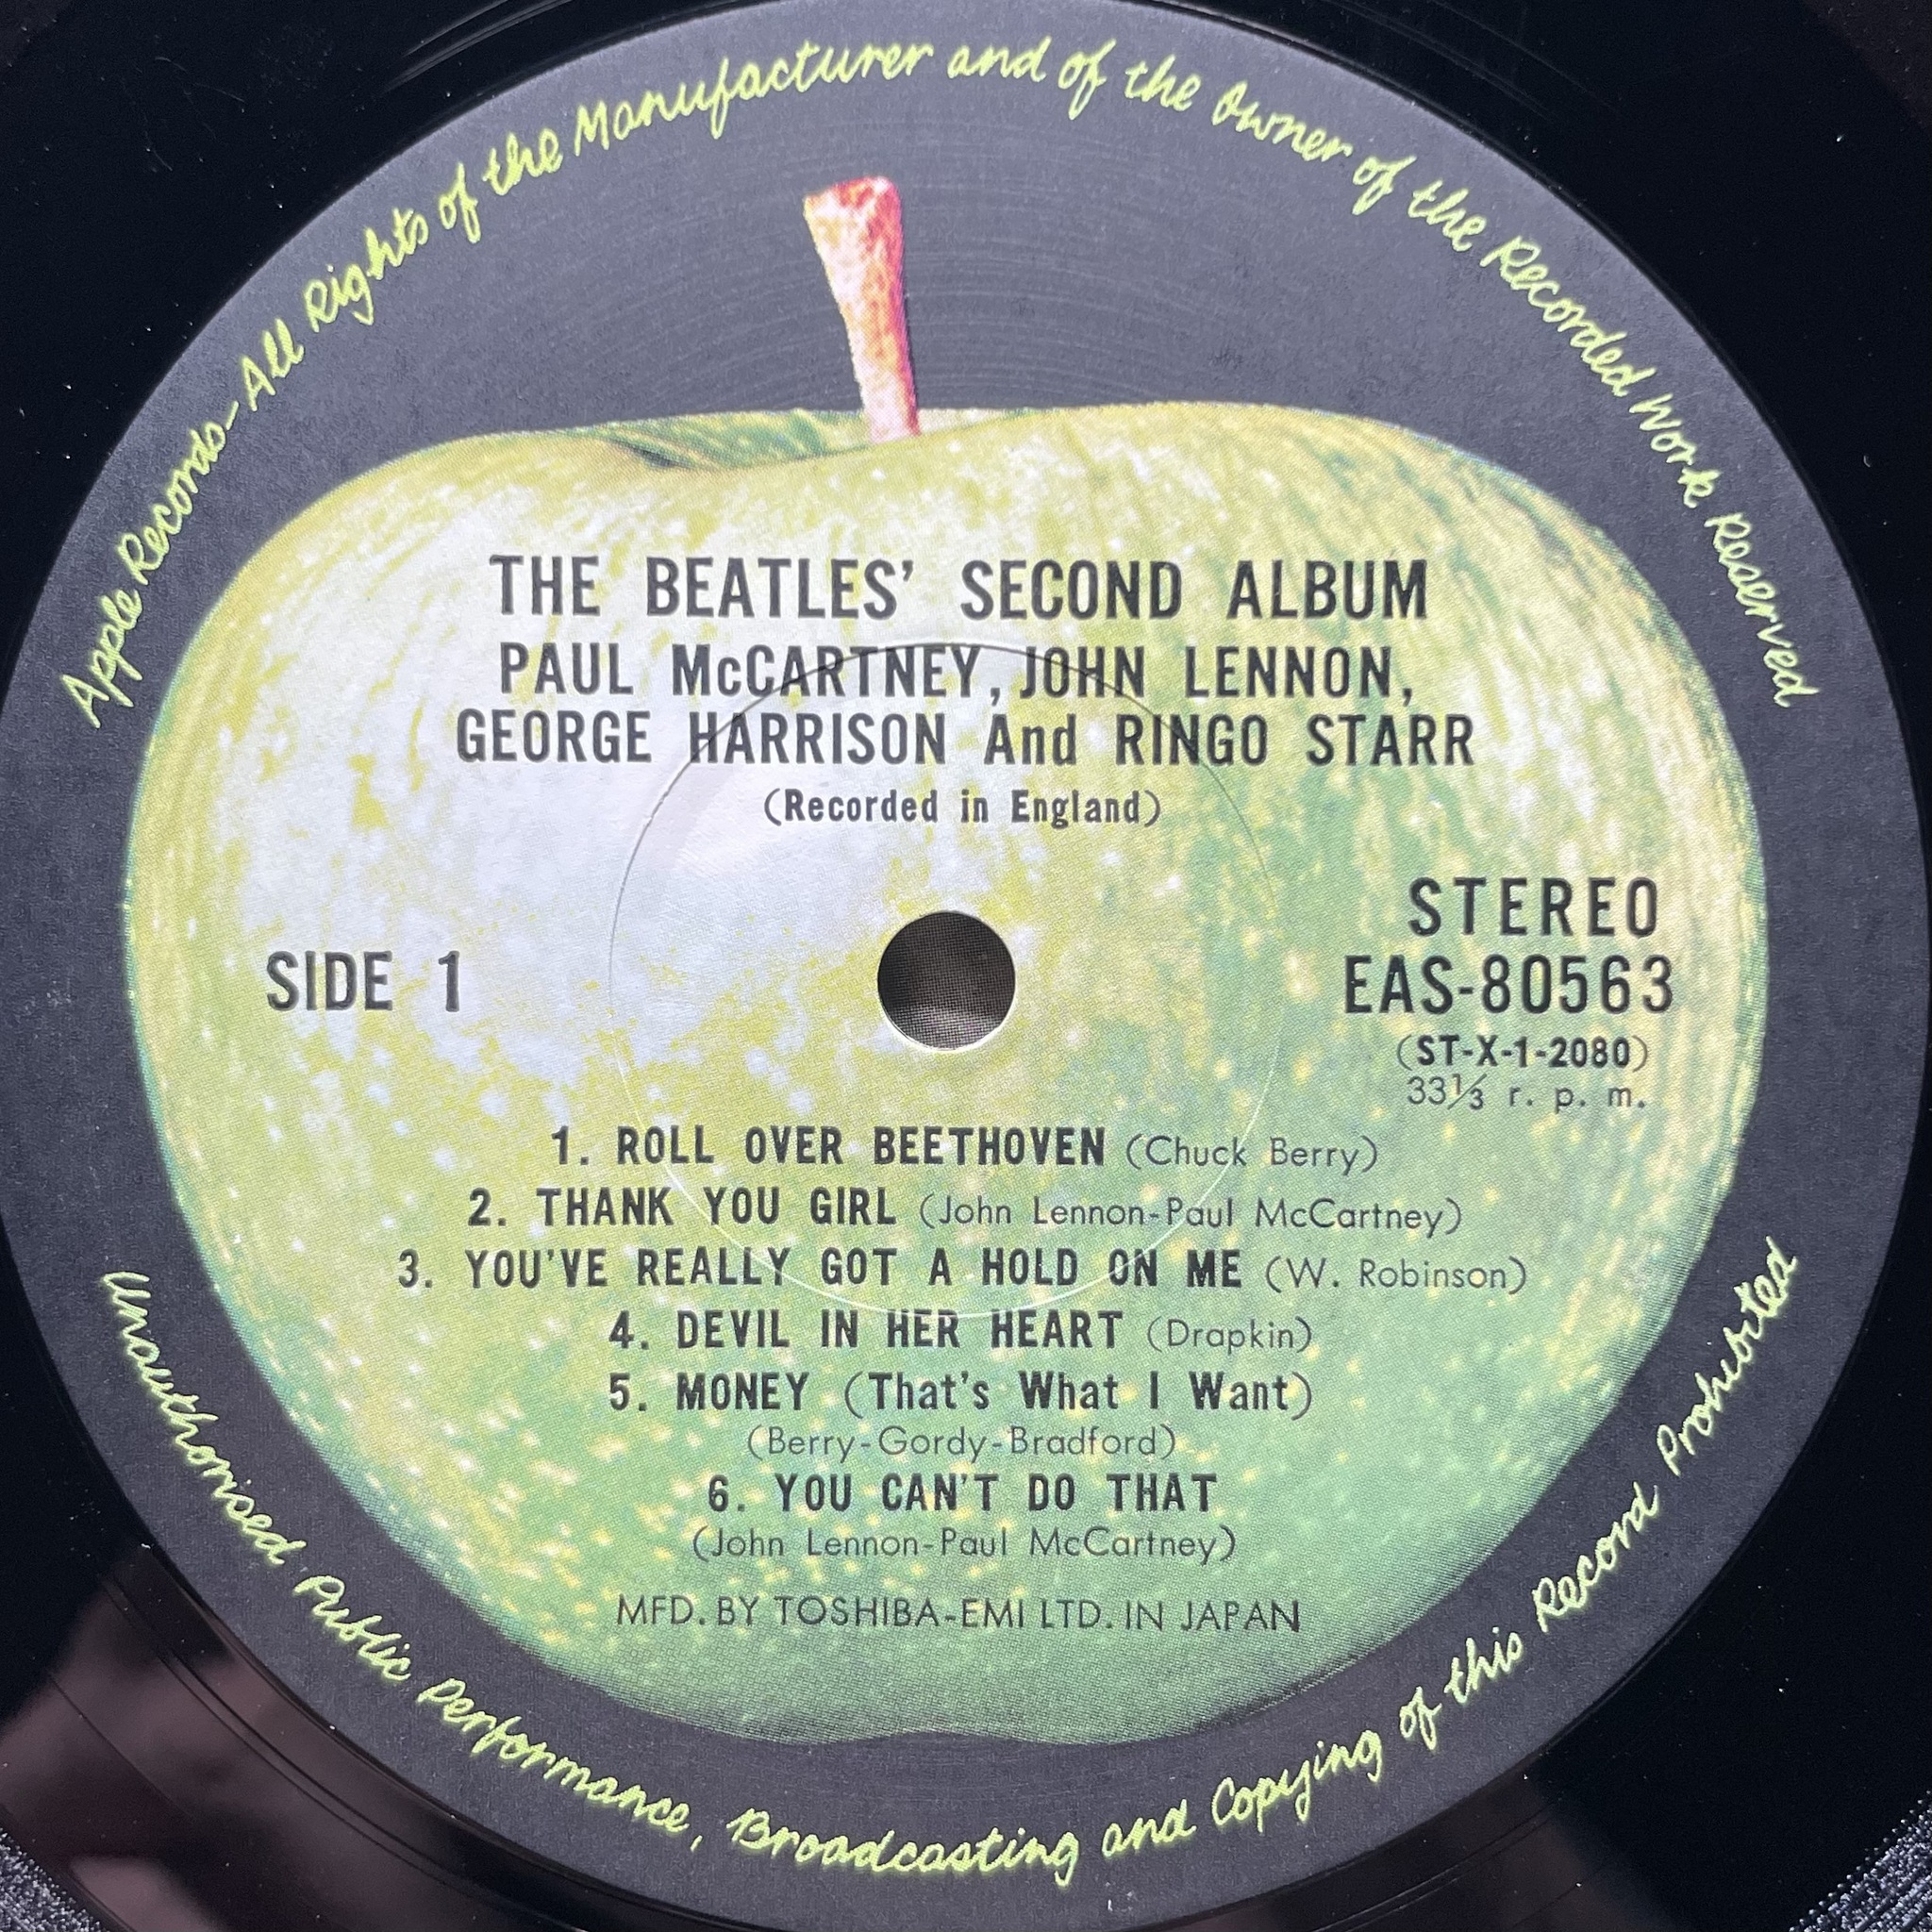 Apple Records-All Rights of the Manufacturer and of the Owner of the Recorded Work Reserved
THE BEATLES' SECOND ALBUM
PAUL McCARTNEY, JOHN LENNON,
GEORGE HARRISON And RINGO STARR
(Recorded in England)
SIDE 1
STEREO
EAS-80563
(ST-X-1-2080)
33⅓ r. p. m.
1. ROLL OVER BEETHOVEN (Chuck Berry)
2. THANK YOU GIRL (John Lennon-Paul McCartney)
3. YOU'VE REALLY GOT A HOLD ON ME (W. Robinson)
4. DEVIL IN HER HEART (Drapkin)
5. MONEY (That's What I Want)
(Berry-Gordy-Bradford)
6. YOU CAN'T DO THAT
(John Lennon-Paul McCartney)
MFD. BY TOSHIBA-EMI LTD. IN JAPAN
Unauthorised Public Performance, Broadcasting and Copying of this Record Prohibited